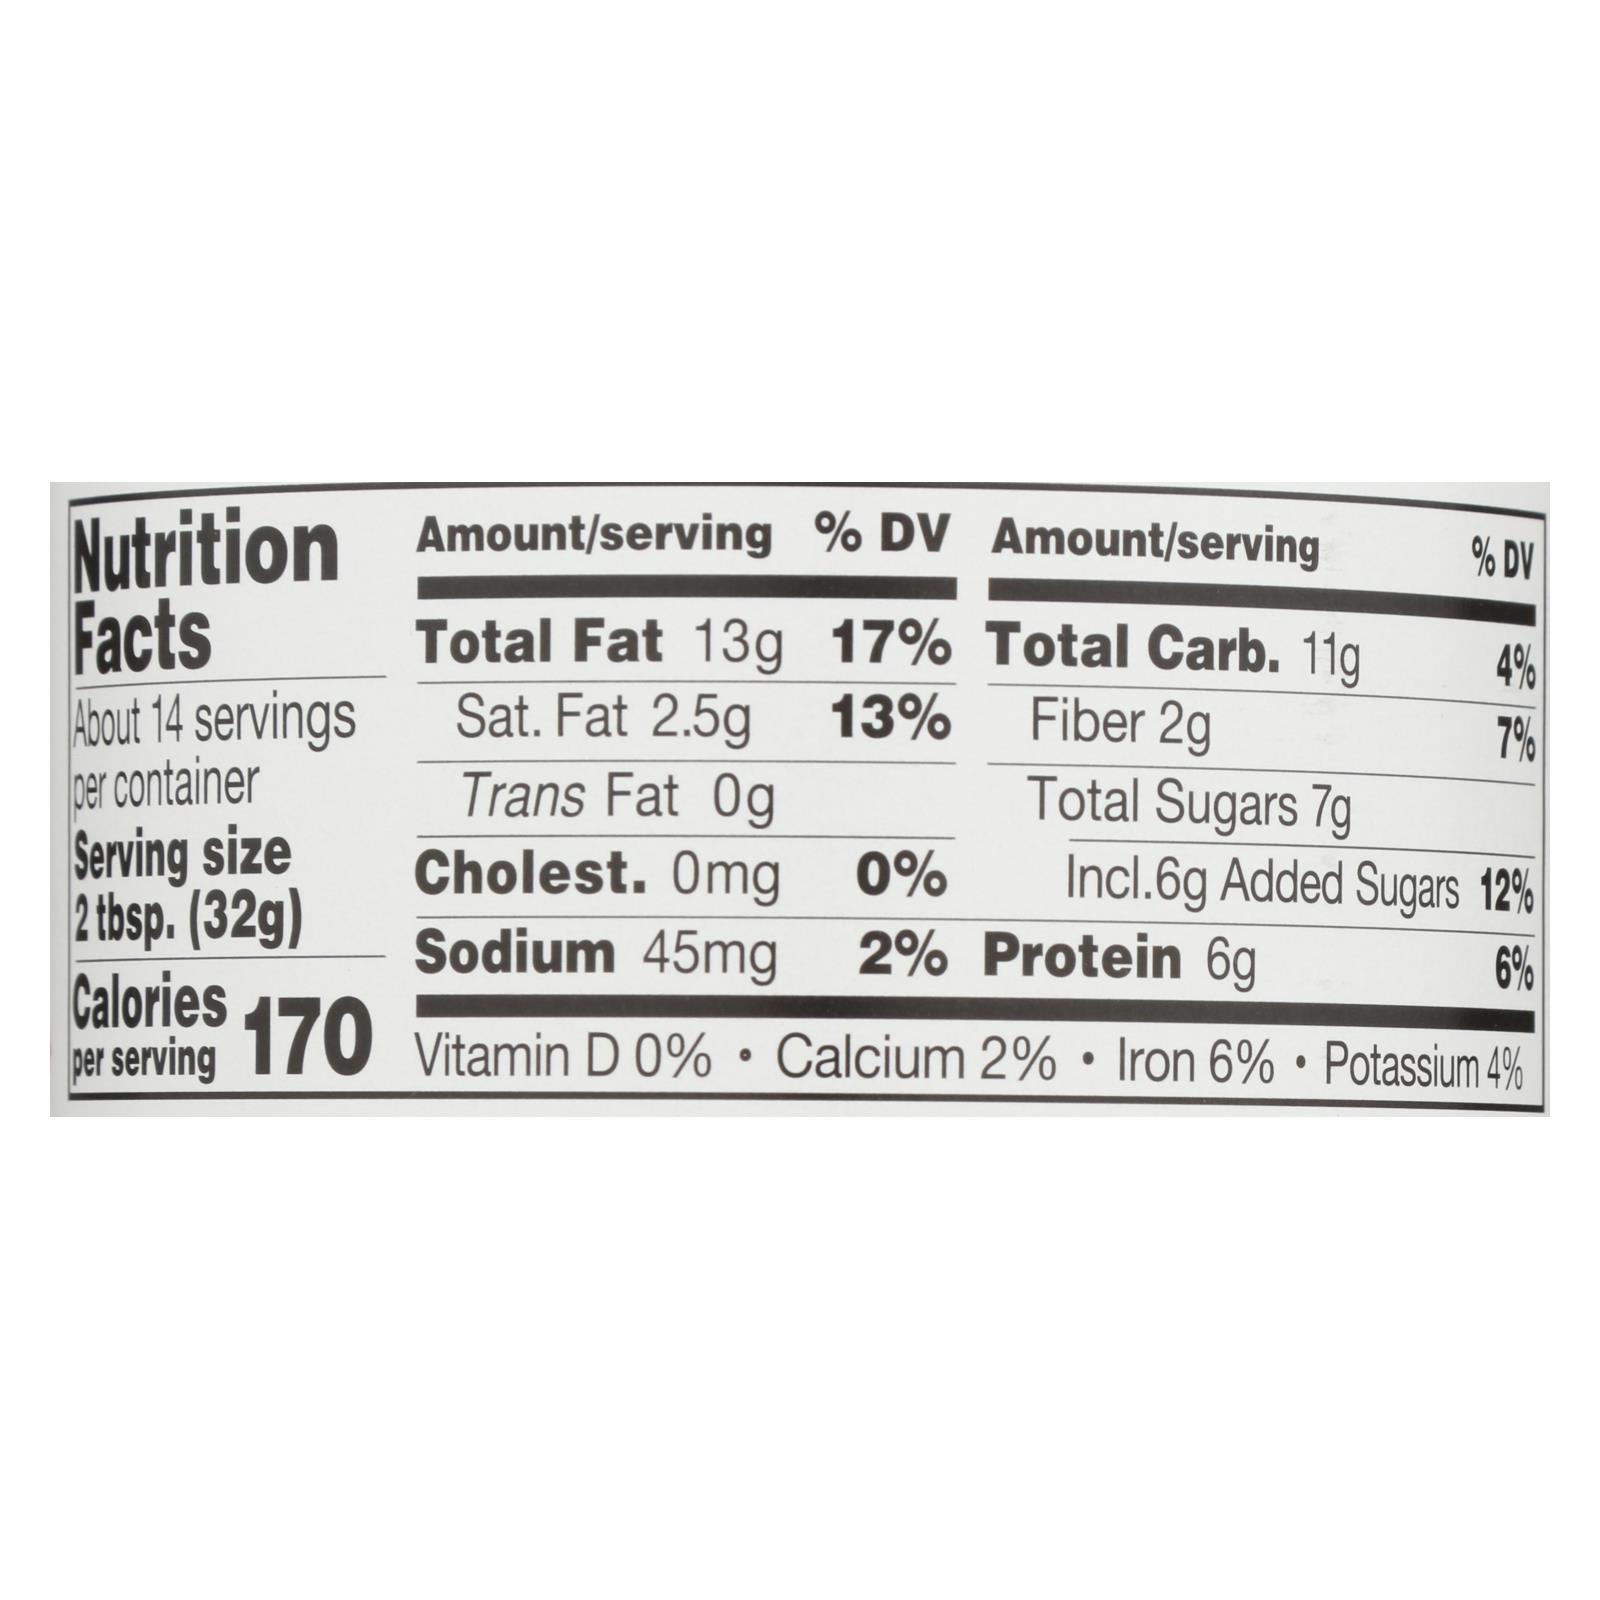 Nutrition
Facts
About 14 servings
per container
Serving size
2 tbsp. (32g)
Calories
per serving 170
Amount/serving % DV
Total Fat 13g 17%
Sat. Fat 2.5g 13%
Trans Fat 0g
Cholest. 0mg 0%
Sodium 45mg 2%
Amount/serving % DV
Total Carb. 11g 4%
Fiber 2g 7%
Total Sugars 7g
Incl.6g Added Sugars 12%
Protein 6g 6%
Vitamin D 0% • Calcium 2% • Iron 6% • Potassium 4%